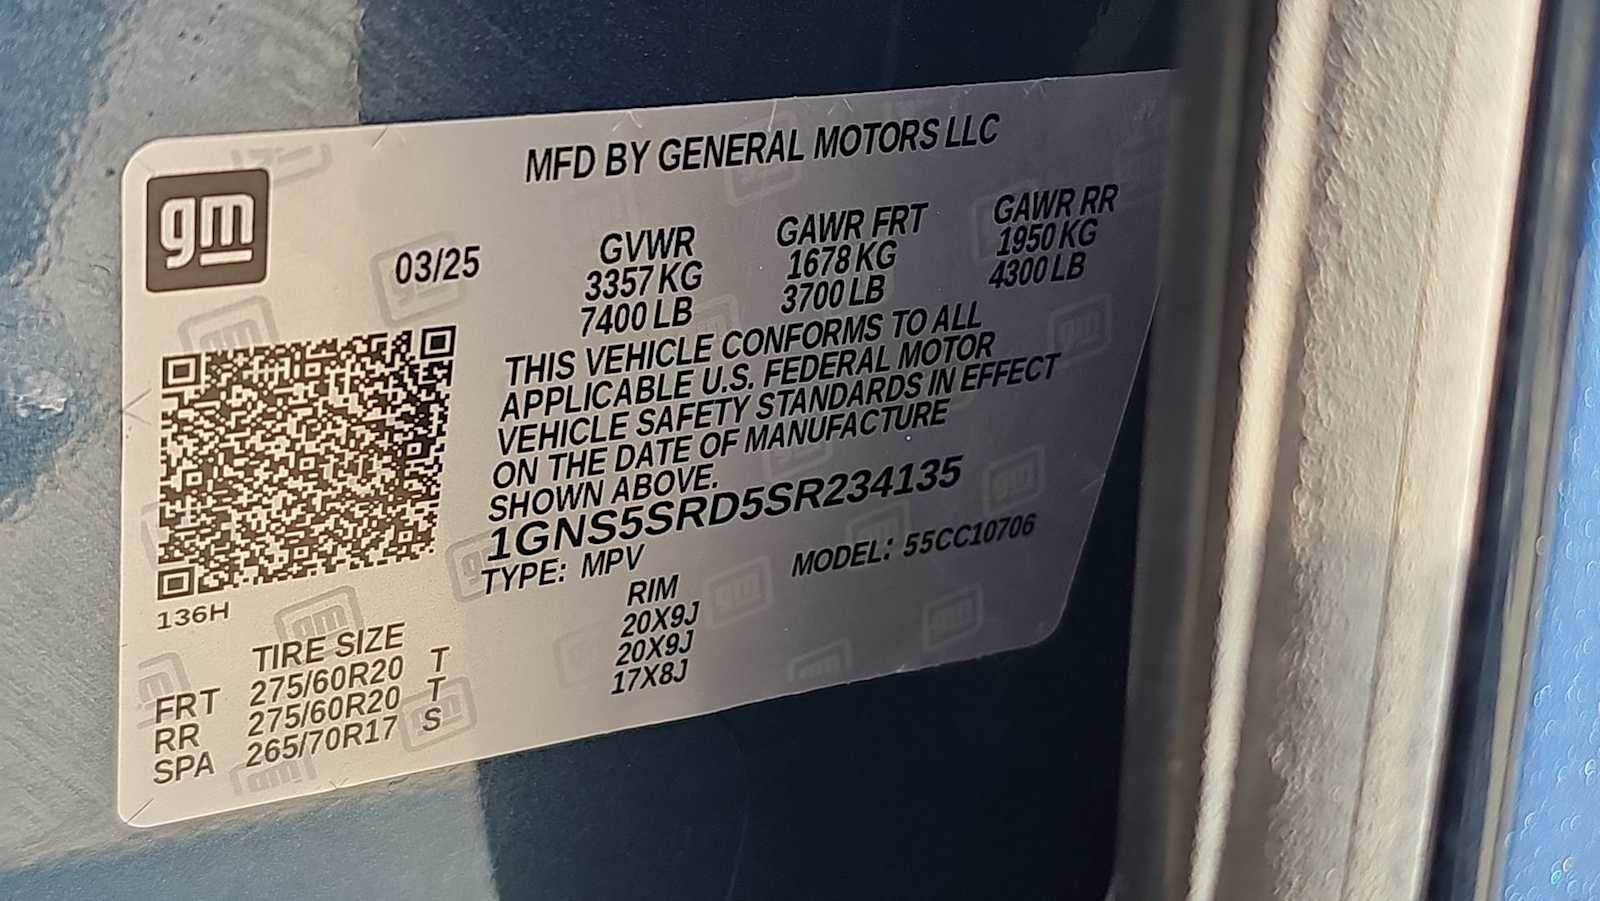 gm
MFD BY GENERAL MOTORS LLC
03/25
GVWR GAWR FRT GAWR RR
3357 KG 1678 KG 1950 KG
7400 LB 3700 LB 4300 LB
THIS VEHICLE CONFORMS TO ALL
APPLICABLE U.S. FEDERAL MOTOR
VEHICLE SAFETY STANDARDS IN EFFECT
ON THE DATE OF MANUFACTURE
SHOWN ABOVE.
1GNS5SRD5SR234135
TYPE: MPV MODEL: 55CC10706
136H
TIRE SIZE RIM
FRT 275/60R20 T 20X9J
RR 275/60R20 T 20X9J
SPA 265/70R17 S 17X8J